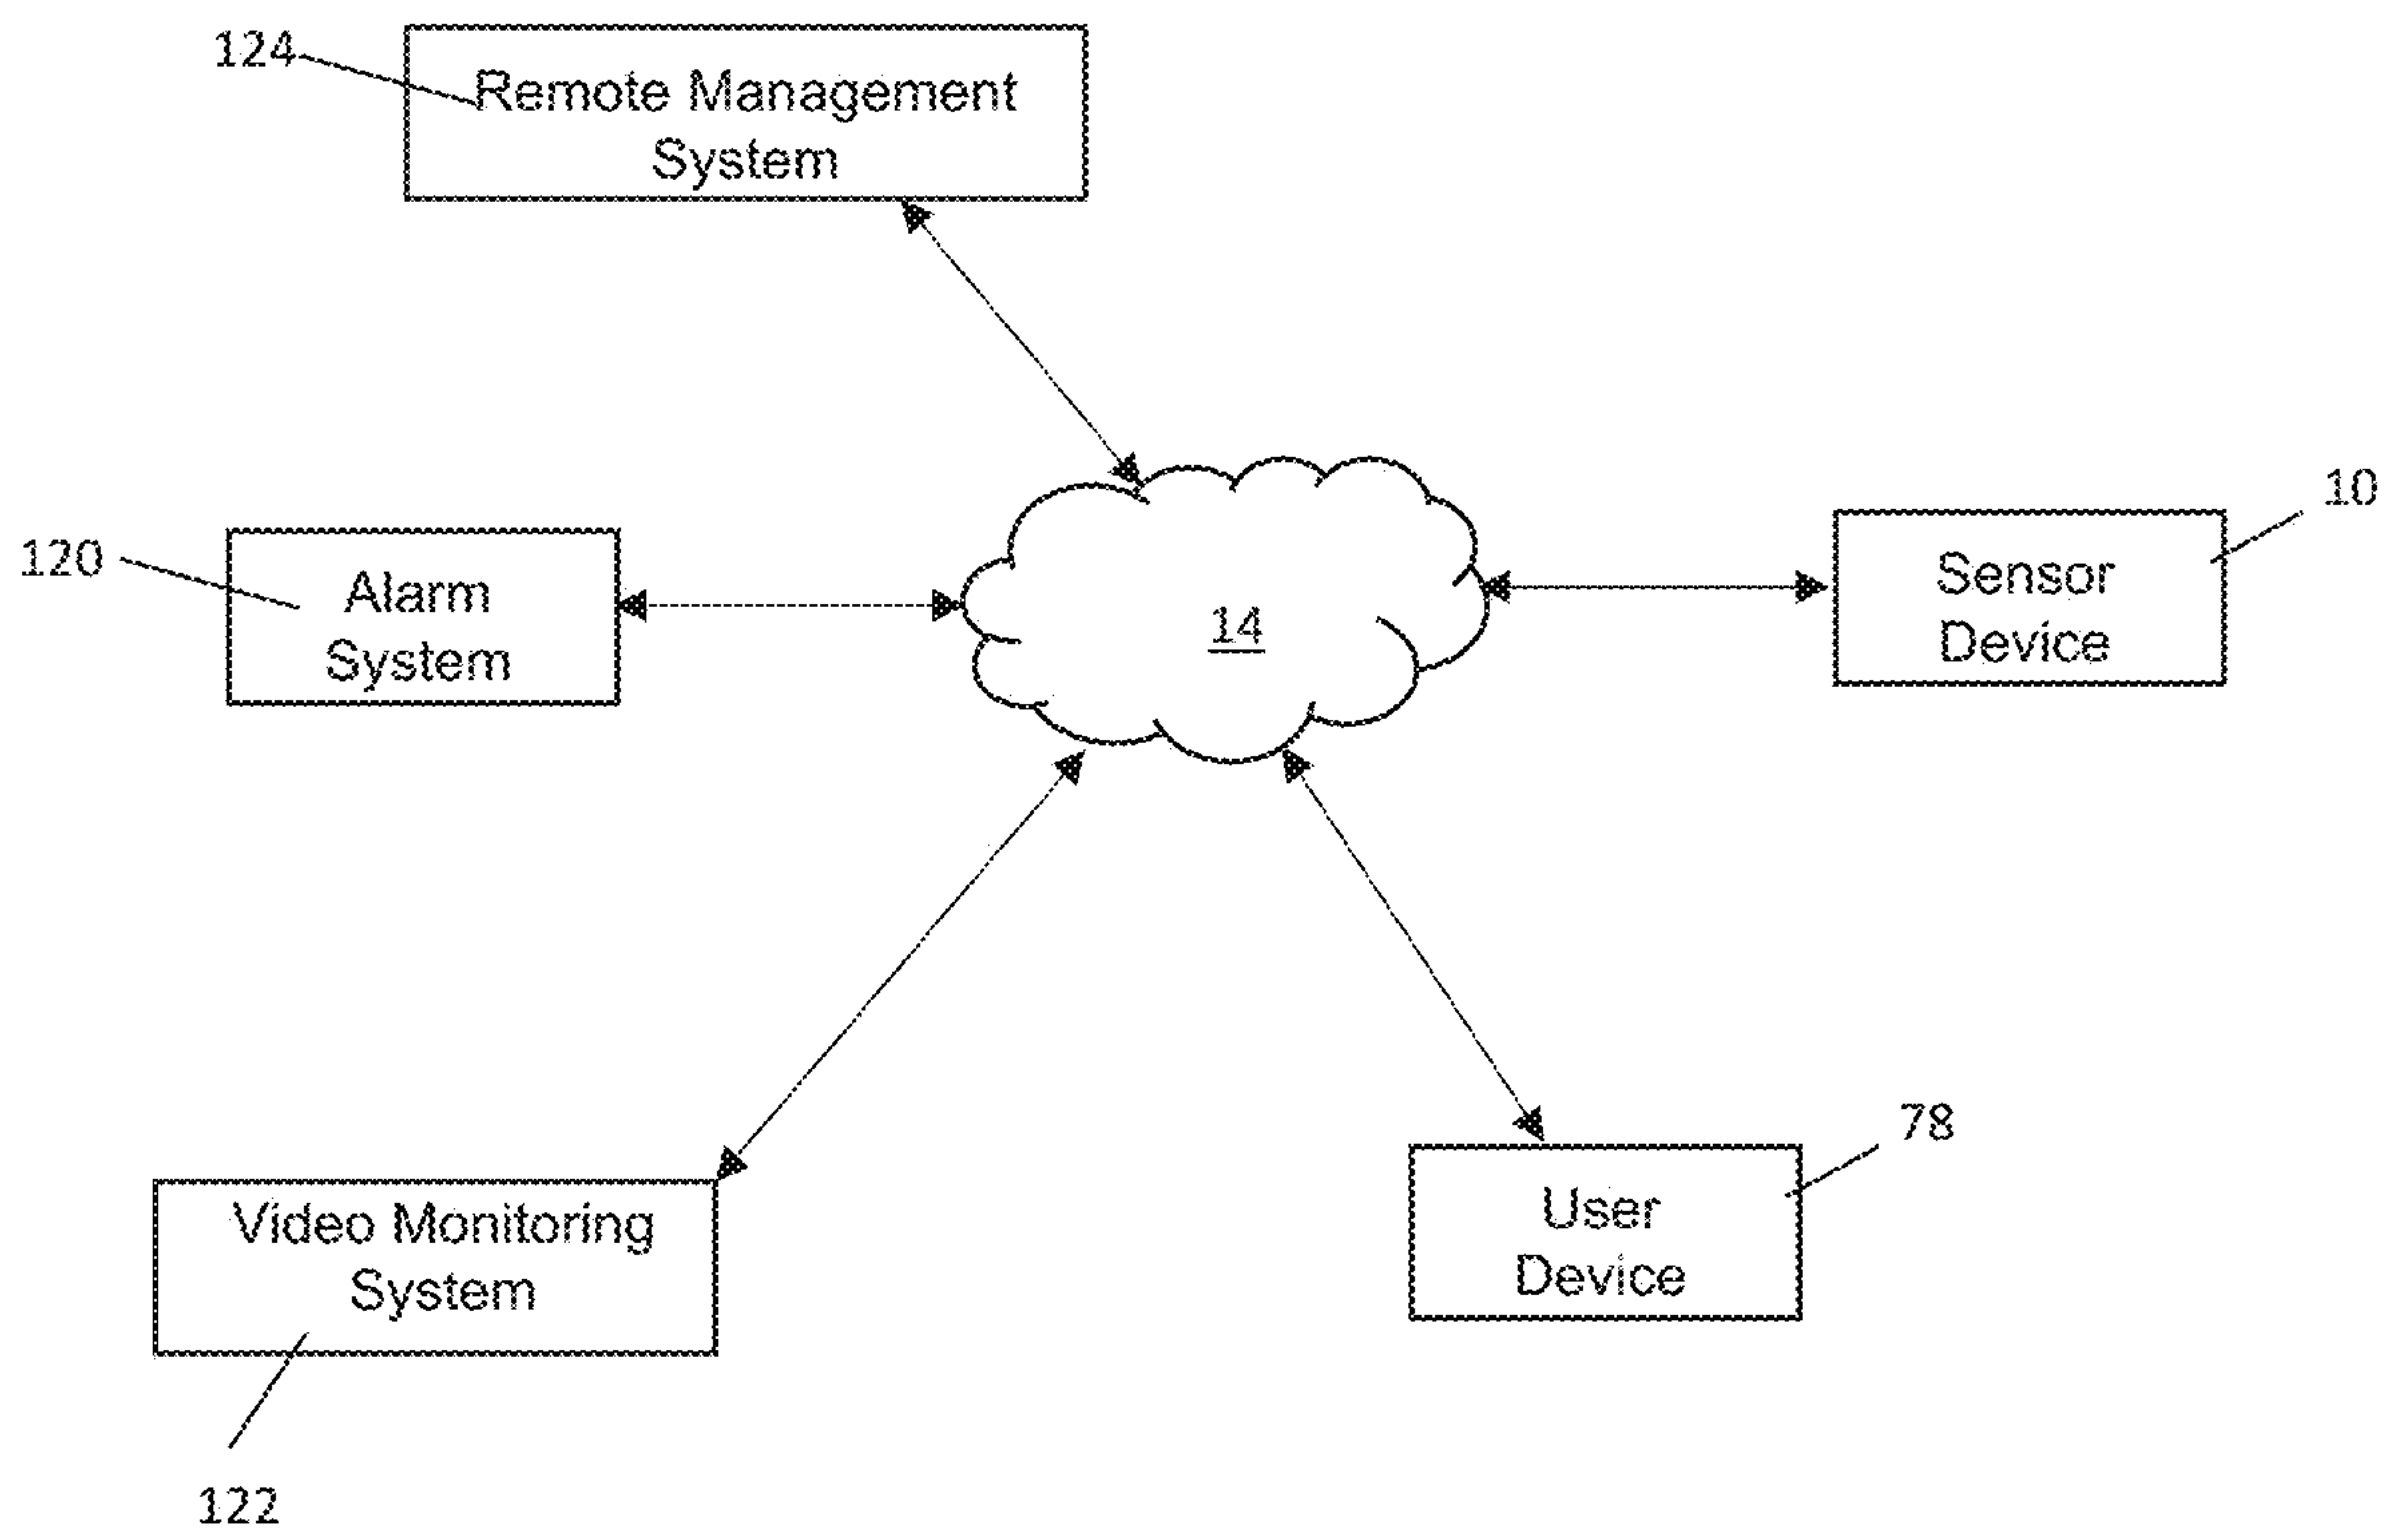 124
Remote Management
System
10
120
Alarm
System
14
Sensor
Device
78
Video Monitoring
System
User
Device
122